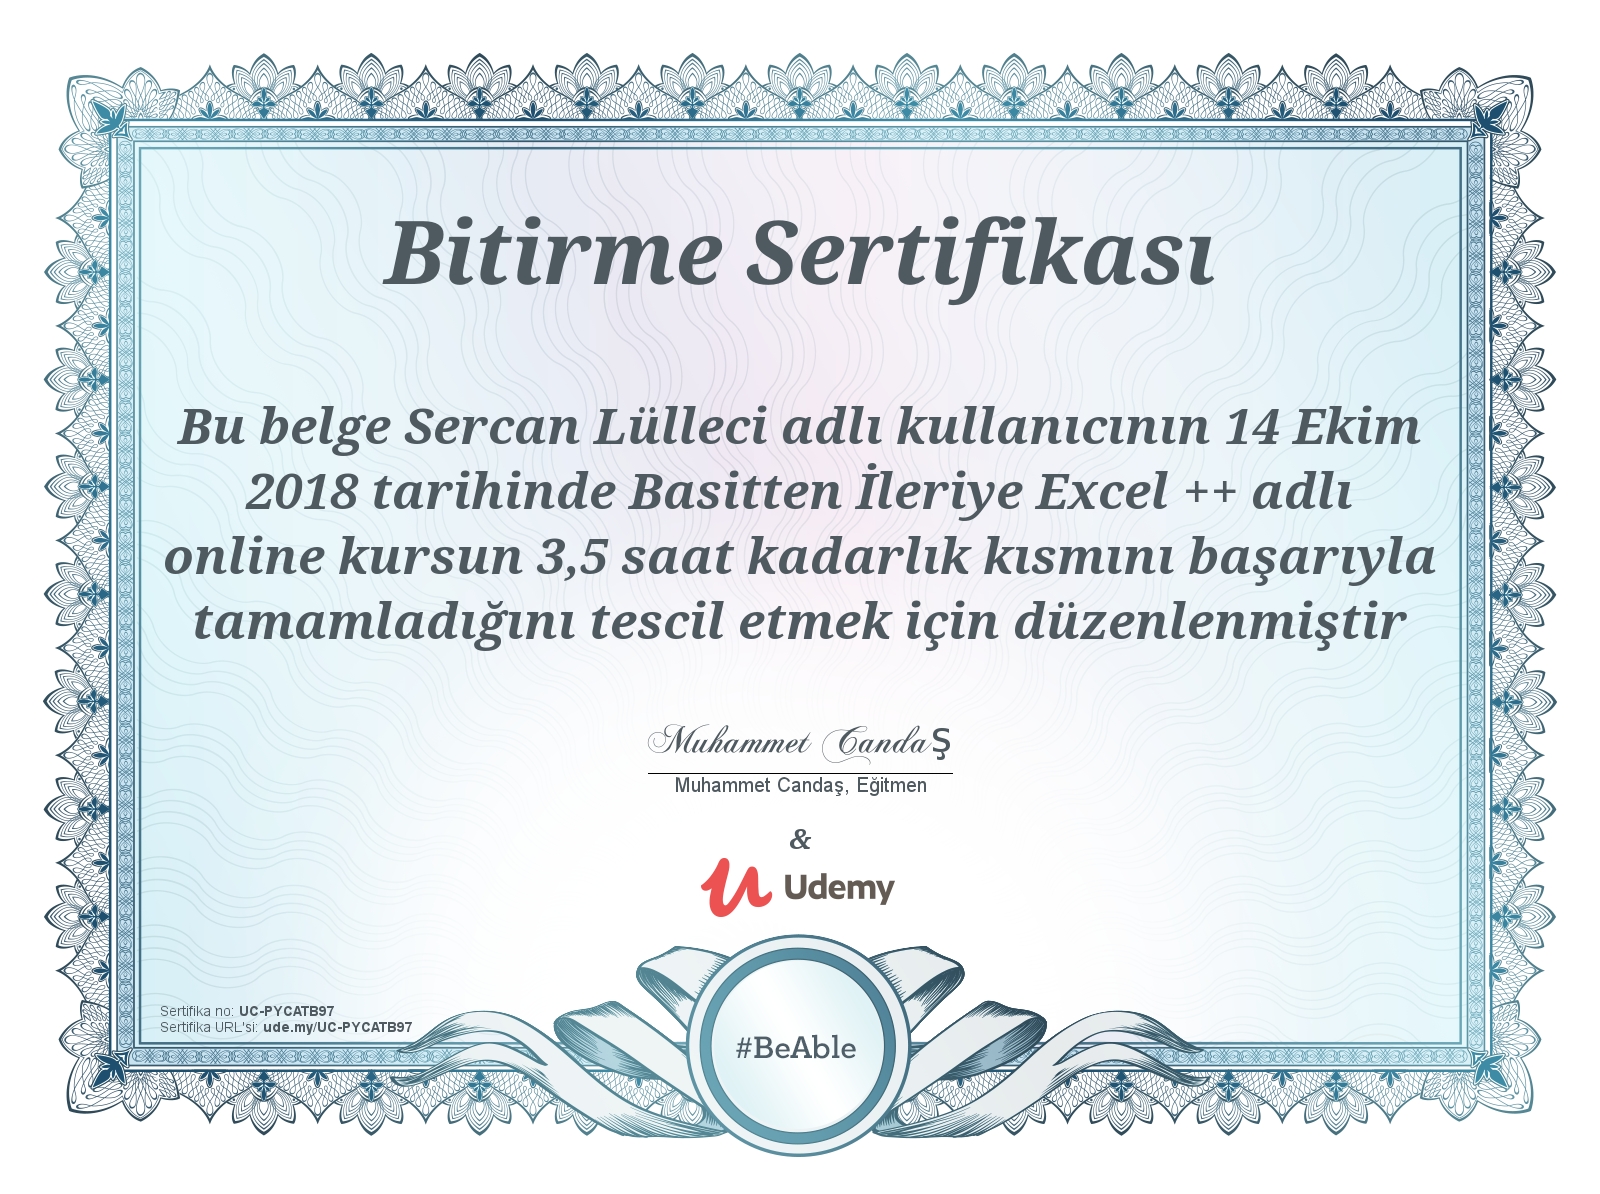 Bitirme Sertifikası
Bu belge Sercan Lülleci adlı kullanıcının 14 Ekim
2018 tarihinde Basitten İleriye Excel ++ adlı
online kursun 3,5 saat kadarlık kısmını başarıyla
tamamladığını tescil etmek için düzenlenmiştir
Muhammet Candaş
Muhammet Candaş, Eğitmen
&
Udemy
Sertifika no: UC-PYCATB97
Sertifika URL'si: ude.my/UC-PYCATB97
#BeAble